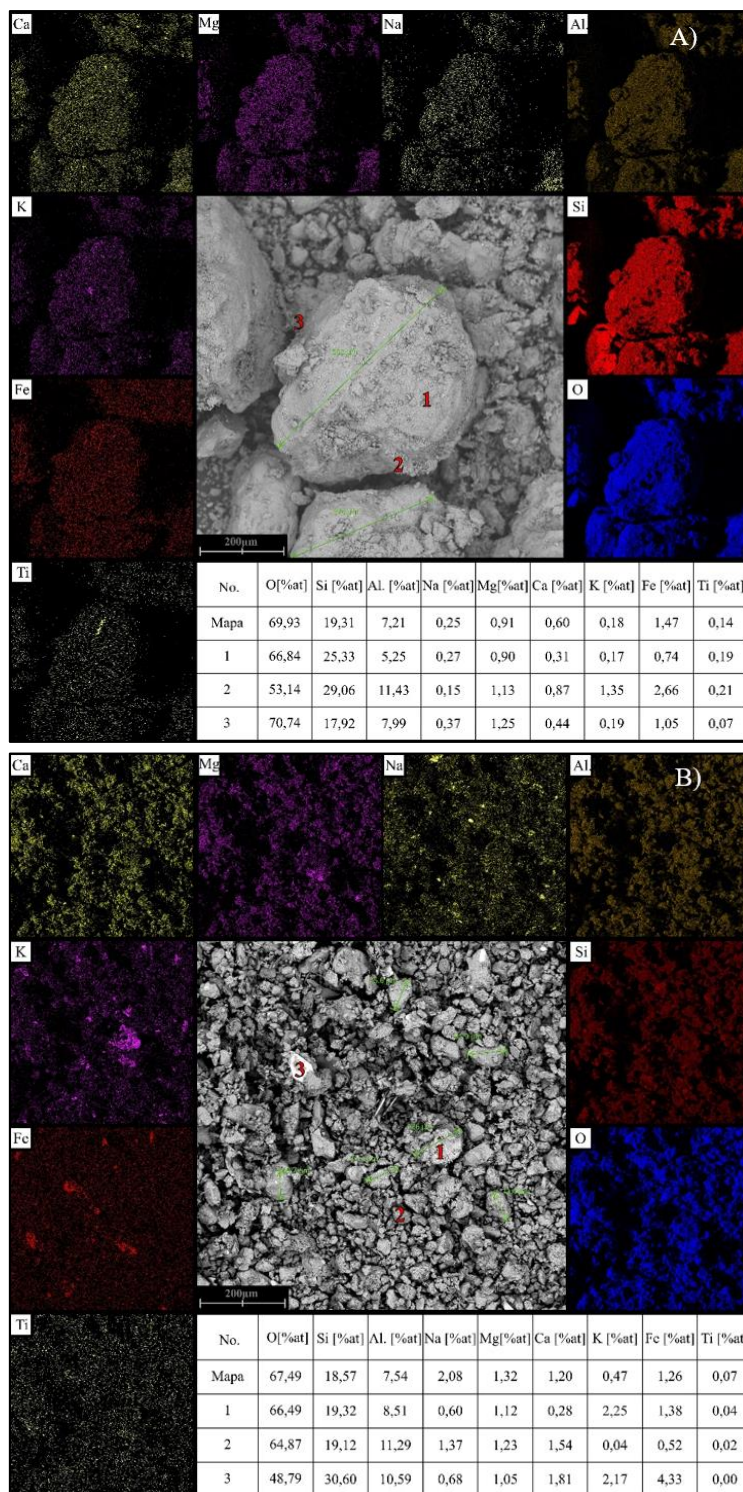 Ca Mg Na Al. A)
K Si
3
1
Fe O
2
200µm
Ti
No. O[%at] Si [%at] Al. [%at] Na [%at] Mg[%at] Ca [%at] K [%at] Fe [%at] Ti [%at]
Mapa 69,93 19,31 7,21 0,25 0,91 0,60 0,18 1,47 0,14
1 66,84 25,33 5,25 0,27 0,90 0,31 0,17 0,74 0,19
2 53,14 29,06 11,43 0,15 1,13 0,87 1,35 2,66 0,21
3 70,74 17,92 7,99 0,37 1,25 0,44 0,19 1,05 0,07
Ca Mg Na Al. B)
K Si
3
Fe O
1
2
200µm
Ti
No. O[%at] Si [%at] Al. [%at] Na [%at] Mg[%at] Ca [%at] K [%at] Fe [%at] Ti [%at]
Mapa 67,49 18,57 7,54 2,08 1,32 1,20 0,47 1,26 0,07
1 66,49 19,32 8,51 0,60 1,12 0,28 2,25 1,38 0,04
2 64,87 19,12 11,29 1,37 1,23 1,54 0,04 0,52 0,02
3 48,79 30,60 10,59 0,68 1,05 1,81 2,17 4,33 0,00